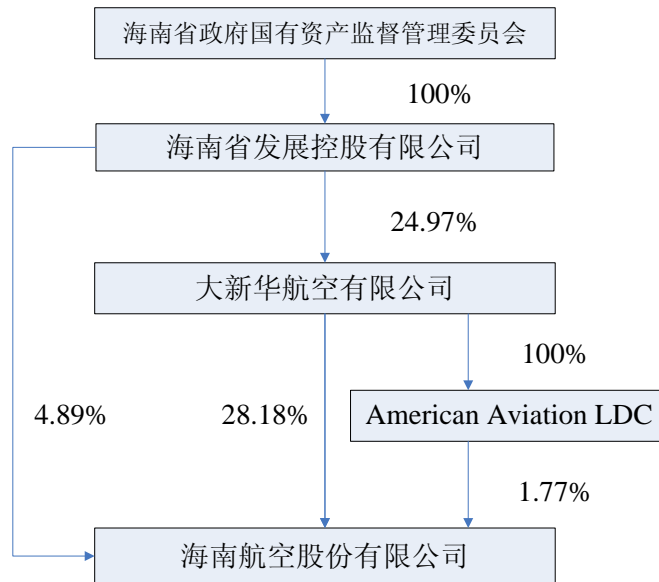 海南省政府国有资产监督管理委员会
100%
海南省发展控股有限公司
24.97%
大新华航空有限公司
100%
4.89%
28.18%
American Aviation LDC
1.77%
海南航空股份有限公司